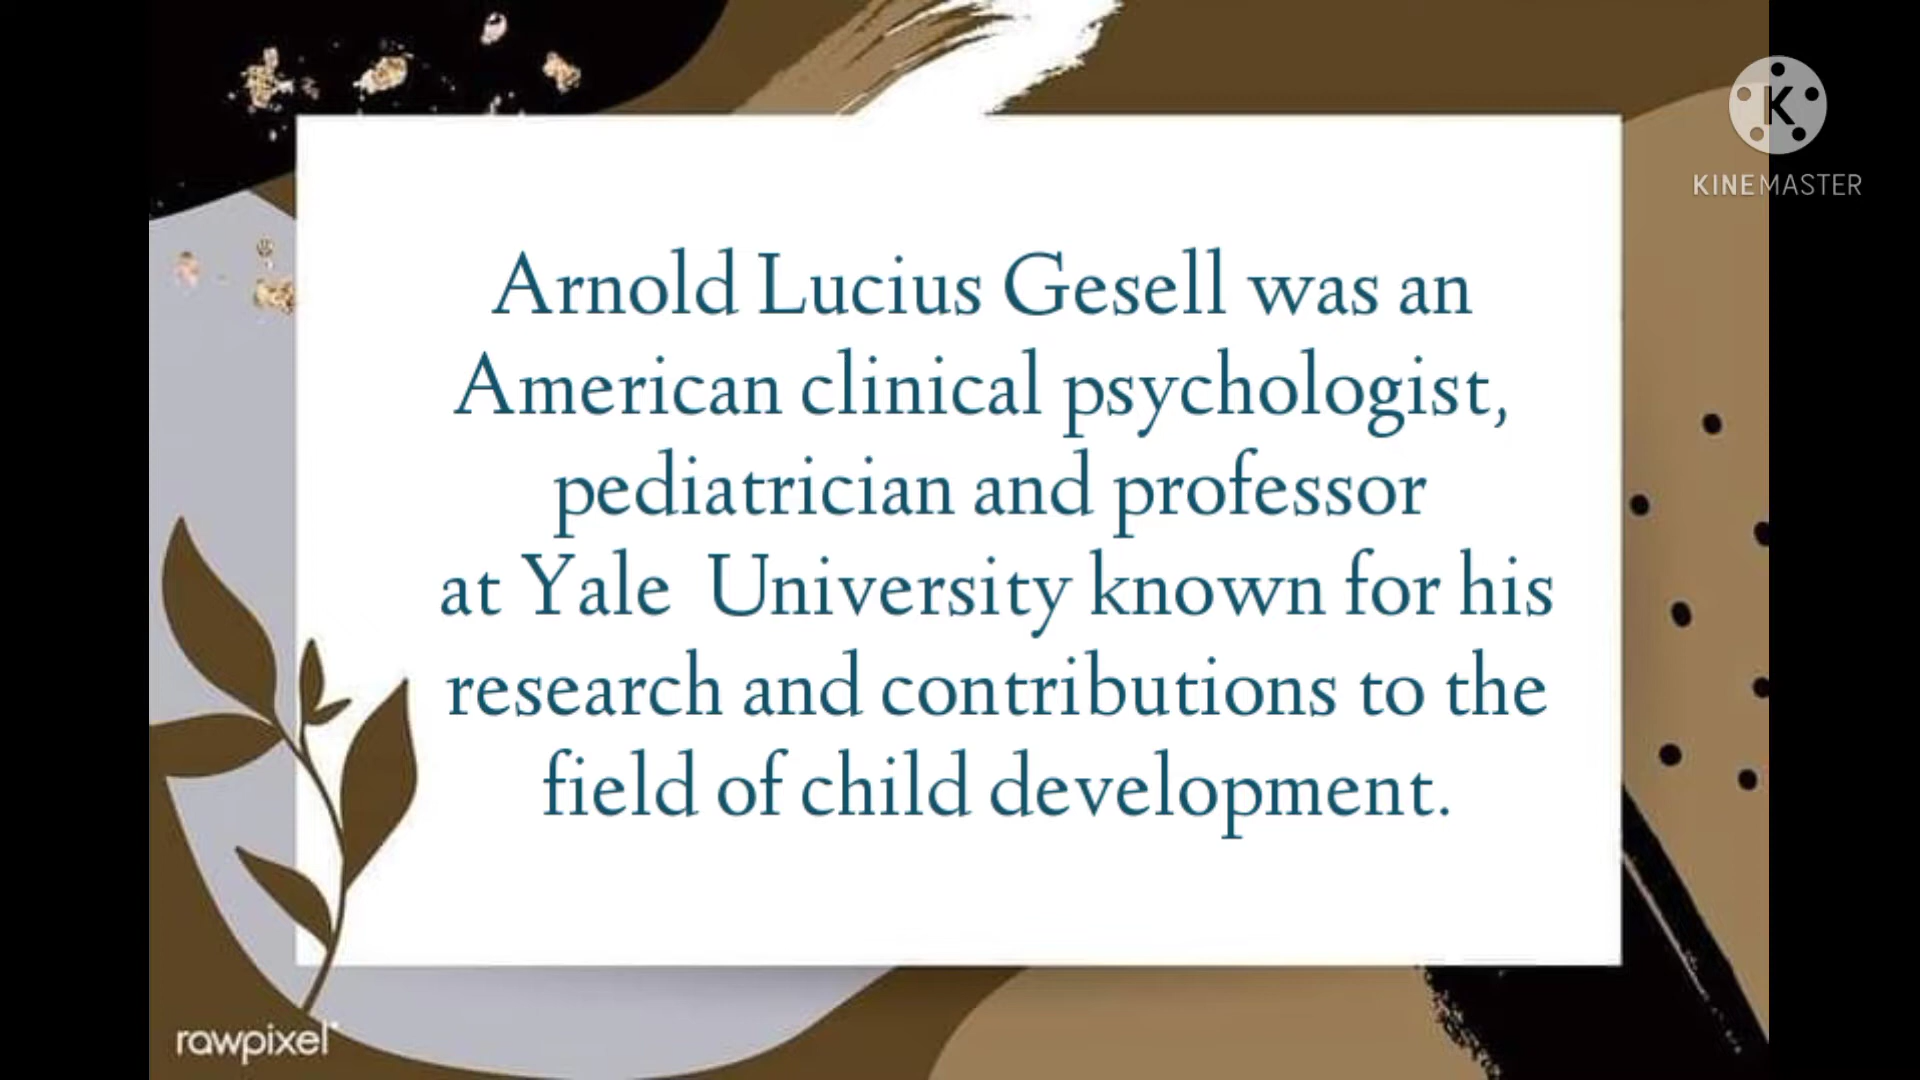 KINEMASTER
Arnold Lucius Gesell was an
American clinical psychologist,
pediatrician and professor
at Yale University known for his
research and contributions to the
field of child development.
rawpixel